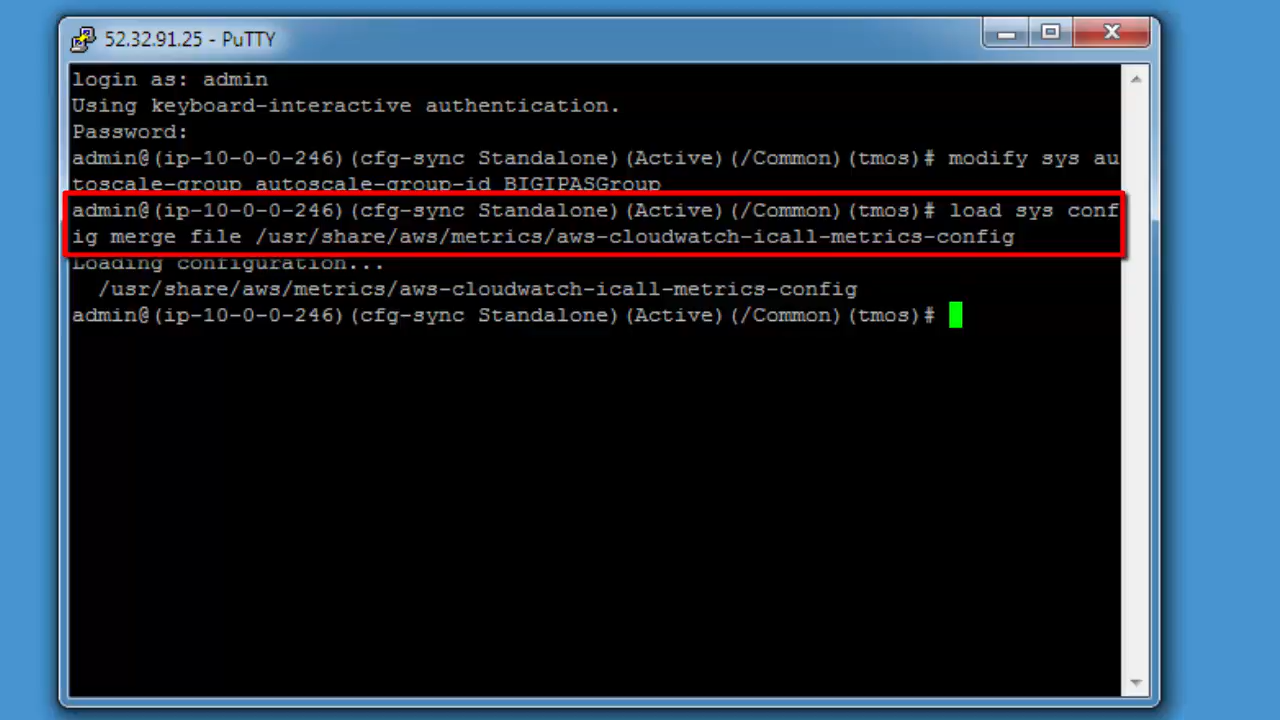 52.32.91.25 - PuTTY
login as: admin
Using keyboard-interactive authentication.
Password:
admin@(ip-10-0-0-246)(cfg-sync Standalone)(Active)(/Common)(tmos)# modify sys au
toscale-group autoscale-group-id BIGIPASGroup
admin@(ip-10-0-0-246)(cfg-sync Standalone)(Active)(/Common)(tmos)# load sys conf
ig merge file /usr/share/aws/metrics/aws-cloudwatch-icall-metrics-config
Loading configuration...
/usr/share/aws/metrics/aws-cloudwatch-icall-metrics-config
admin@(ip-10-0-0-246)(cfg-sync Standalone)(Active)(/Common)(tmos)#